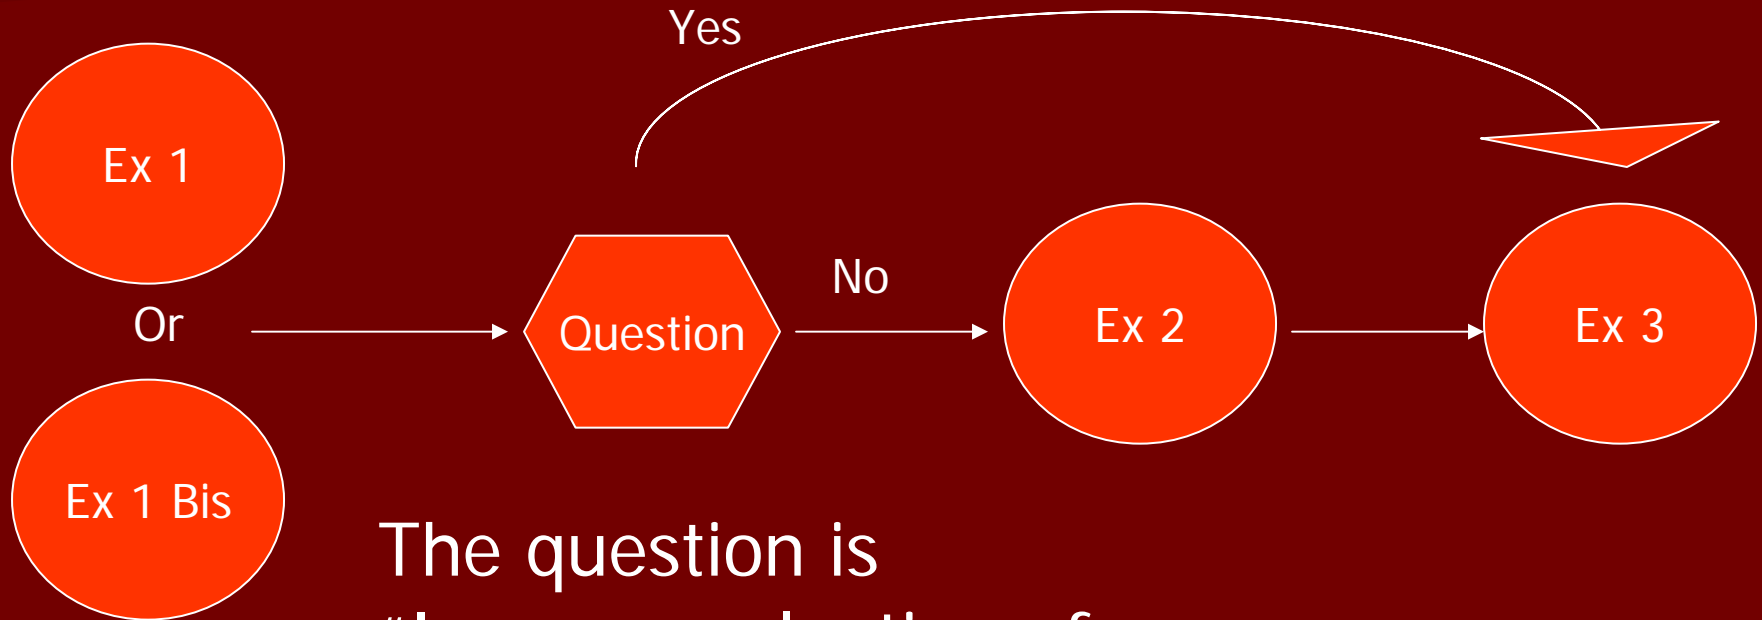 Yes
Ex 1
No
Or
Question
Ex 2
Ex 3
Ex 1 Bis
The question is